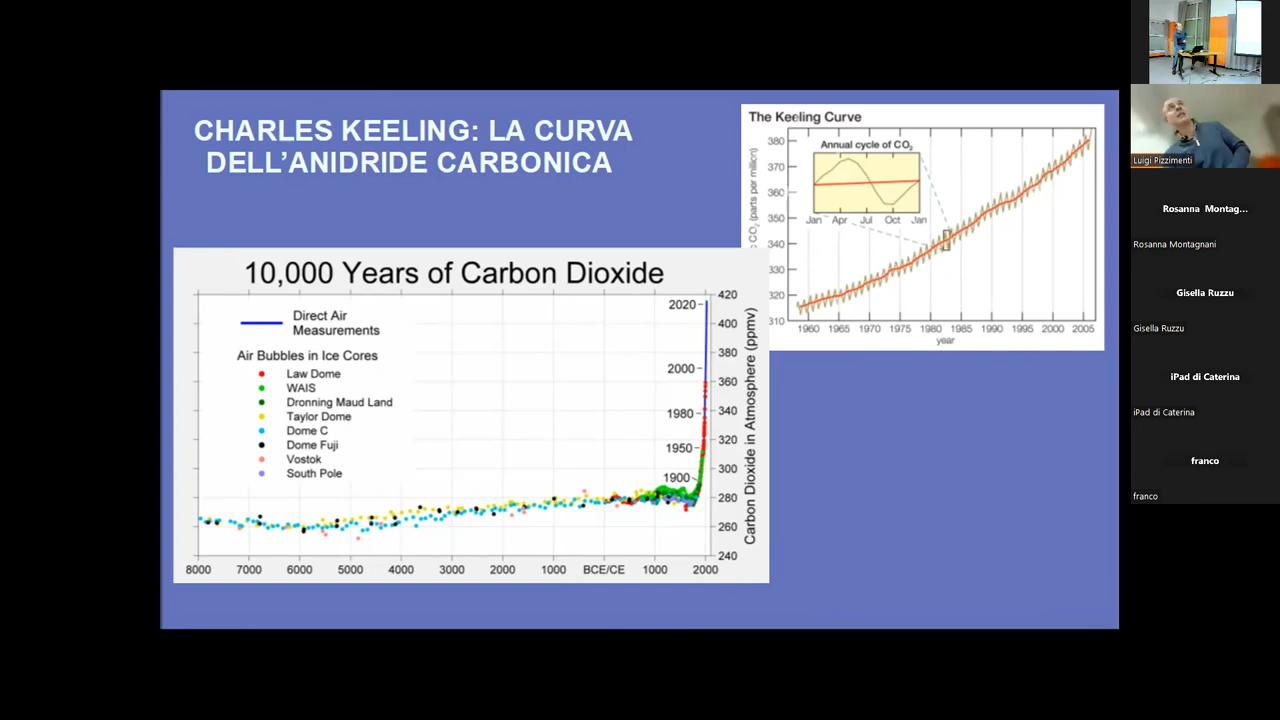 CHARLES KEELING: LA CURVA
DELL'ANIDRIDE CARBONICA
The Keeling Curve
Annual cycle of CO₂
380
370
360
350
340
330
320
310
CO₂ (parts per million)
Jan Apr Jul Oct Jan
1960 1965 1970 1975 1980 1985 1990 1995 2000 2005
year
10,000 Years of Carbon Dioxide
Direct Air
Measurements
Air Bubbles in Ice Cores
Law Dome
WAIS
Dronning Maud Land
Taylor Dome
Dome C
Dome Fuji
Vostok
South Pole
2020
2000
1980
1950
1900
420
400
380
360
340
320
300
280
260
240
Carbon Dioxide in Atmosphere (ppmv)
8000 7000 6000 5000 4000 3000 2000 1000 BCE/CE 1000 2000
Luigi Pizzimenti
Rosanna Montag...
Rosanna Montagnani
Gisella Ruzzu
Gisella Ruzzu
iPad di Caterina
iPad di Caterina
franco
franco